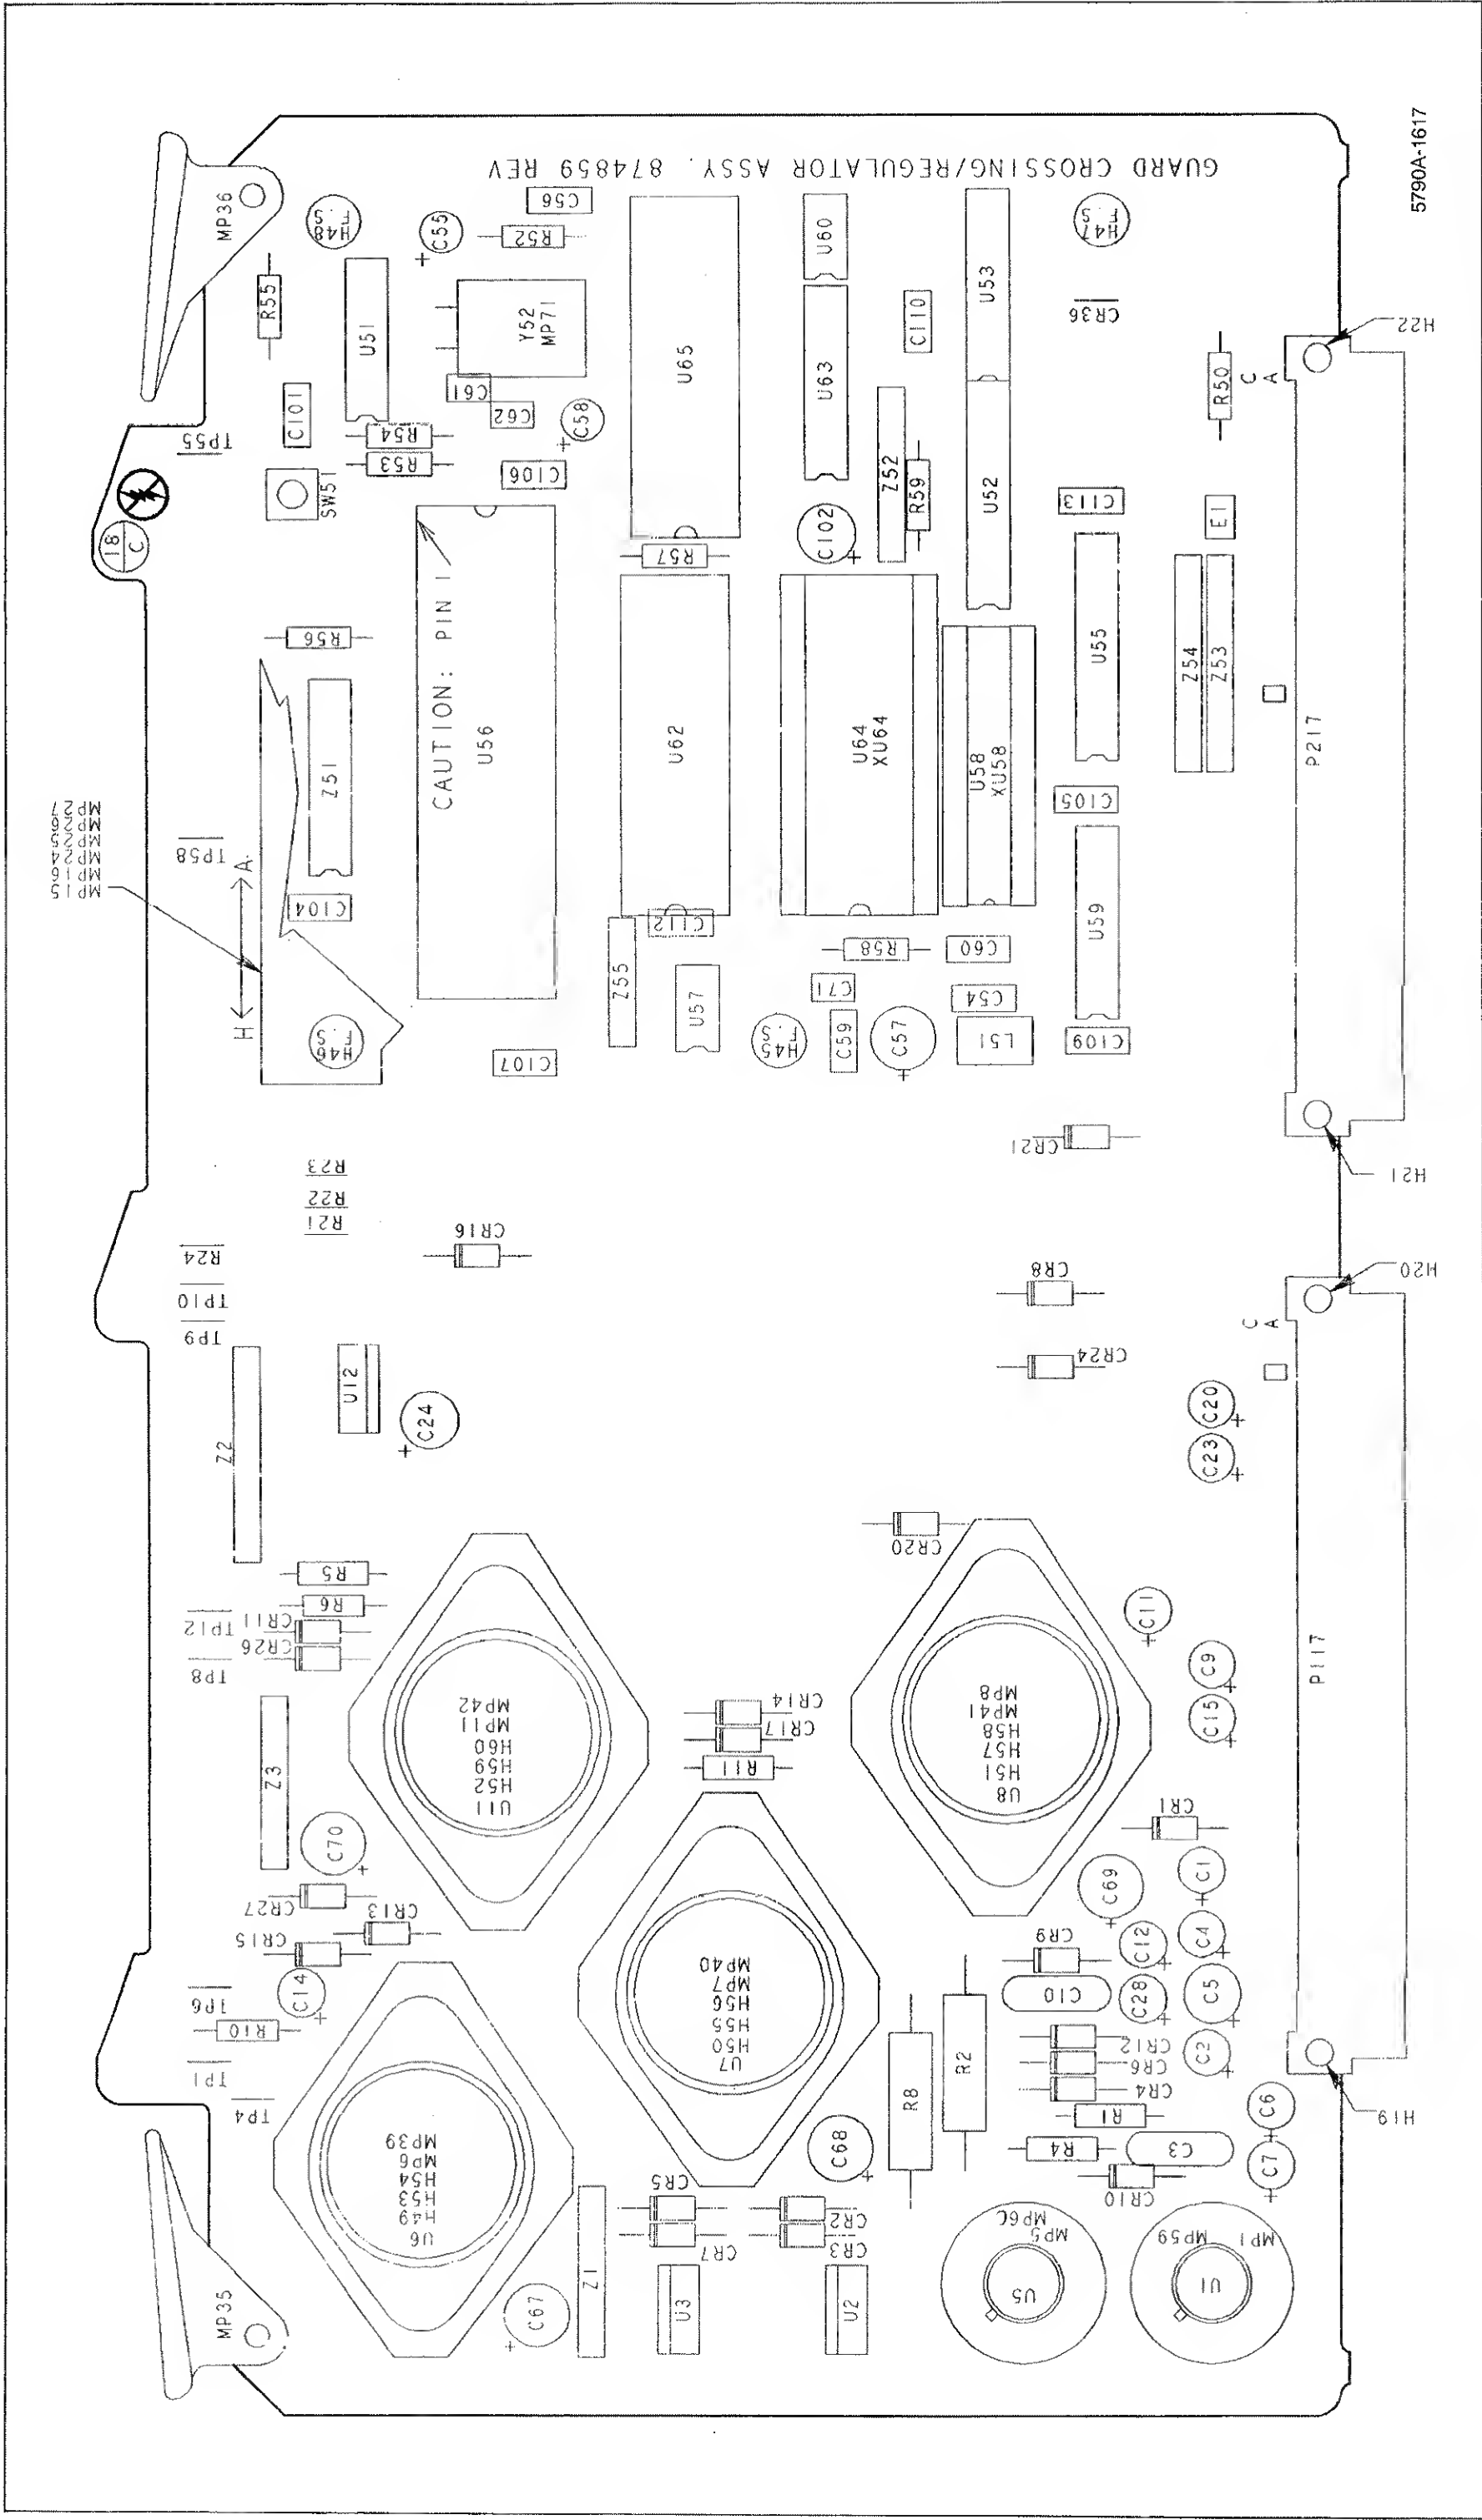 5790A-1617
GUARD CROSSING/REGULATOR ASSY. 874859 REV
MP36
H48
F.S
C55
C56
R52
U60
U53
H47
F.S
R55
U51
Y52
MP71
U65
U63
C110
CR36
H22
C101
C61
C62
C58
R50
C
A
TP55
R54
R53
SW51
C106
Z52
R59
U52
C113
E1
18
C
R57
C102
CAUTION: PIN 1
R56
Z51
U56
U62
U64
XU64
U58
XU58
U55
Z54
Z53
P217
MP15
MP16
MP24
MP25
MP26
MP27
TP58
A
H
C104
C112
C105
U59
Z55
U57
R58
C60
C71
C54
H46
F.S
C107
H45
F.S
C59
C57
L51
C109
CR21
H21
R23
R22
R21
R24
CR16
TP10
TP9
CR8
H20
CR24
C
A
Z2
U12
C24
C20
C23
CR20
R5
R6
CR11
CR26
TP12
TP8
C11
C9
C15
P117
U11
H52
H59
H60
MP11
MP42
CR14
CR17
R11
U8
H51
H57
H58
MP41
MP8
Z3
C70
CR1
CR27
CR13
CR15
C69
C1
C14
TP6
R10
CR9
C12
C4
C10
C28
C5
U7
H50
H55
H56
MP7
MP40
TP1
TP4
R8
R2
CR12
CR6
CR4
C2
R1
C6
H19
U6
H49
H53
H54
MP6
MP39
C68
R4
C3
C7
CR10
CR5
CR7
CR2
CR3
MP35
C67
Z1
U3
U2
U5
MP5
MP6C
U1
MP59
MP1